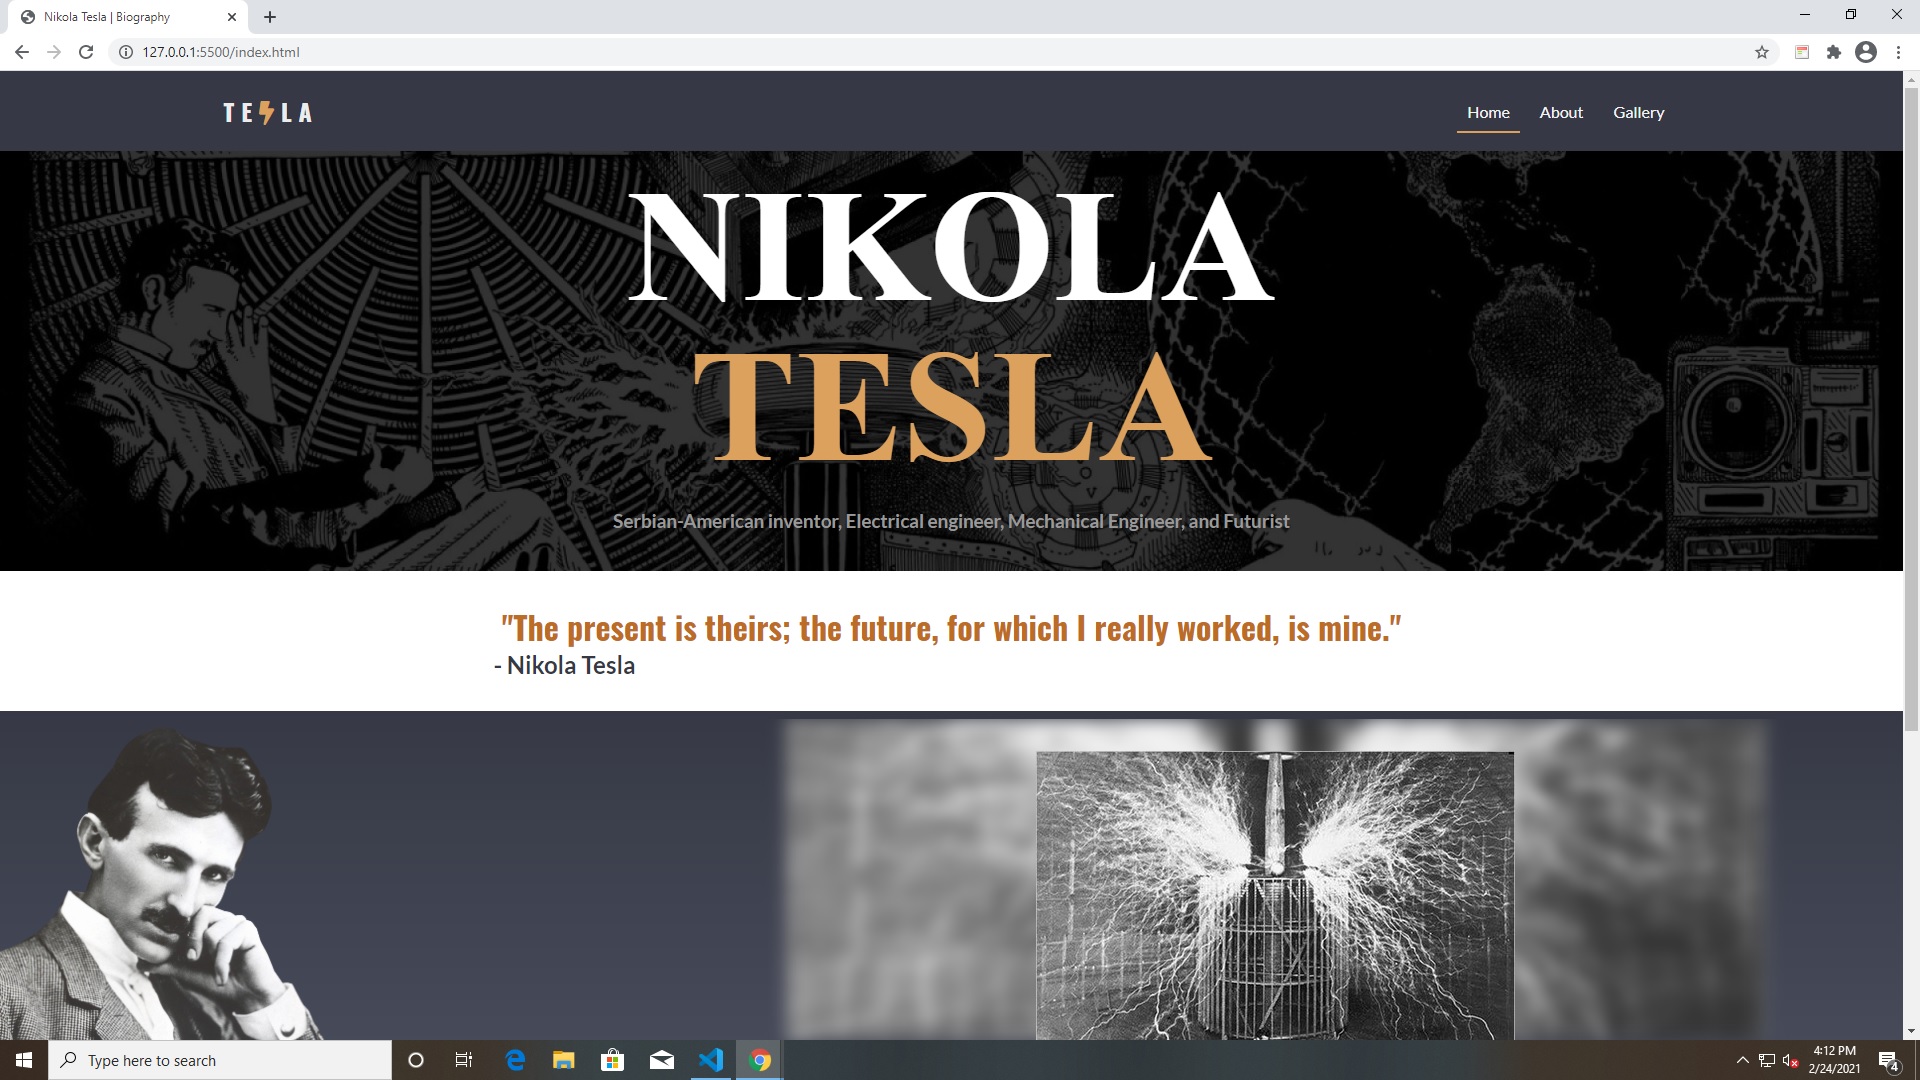 Nikola Tesla | Biography
127.0.0.1:5500/index.html
TE LA
Home About Gallery
NIKOLA
TESLA
Serbian-American inventor, Electrical engineer, Mechanical Engineer, and Futurist
"The present is theirs; the future, for which I really worked, is mine."
- Nikola Tesla
Type here to search
4:12 PM
2/24/2021
4